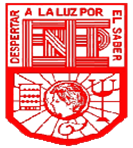 DESPERTAR A LA LUZ POR EL SABER
ENP